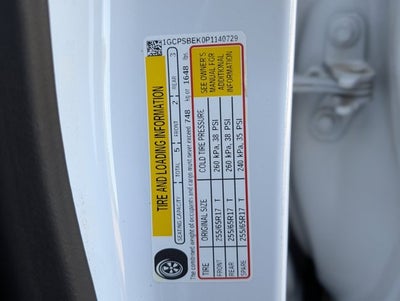 1GCPSBEK0P1140729
TIRE AND LOADING INFORMATION
SEATING CAPACITY TOTAL 5 FRONT 2 REAR 3
The combined weight of occupants and cargo must never exceed 748 kg or 1648 lbs.
TIRE ORIGINAL SIZE COLD TIRE PRESSURE
FRONT 255/65R17 T 260 kPa, 38 PSI
REAR 255/65R17 T 260 kPa, 38 PSI
SPARE 255/65R17 T 240 kPa, 35 PSI
SEE OWNER'S
MANUAL FOR
ADDITIONAL
INFORMATION